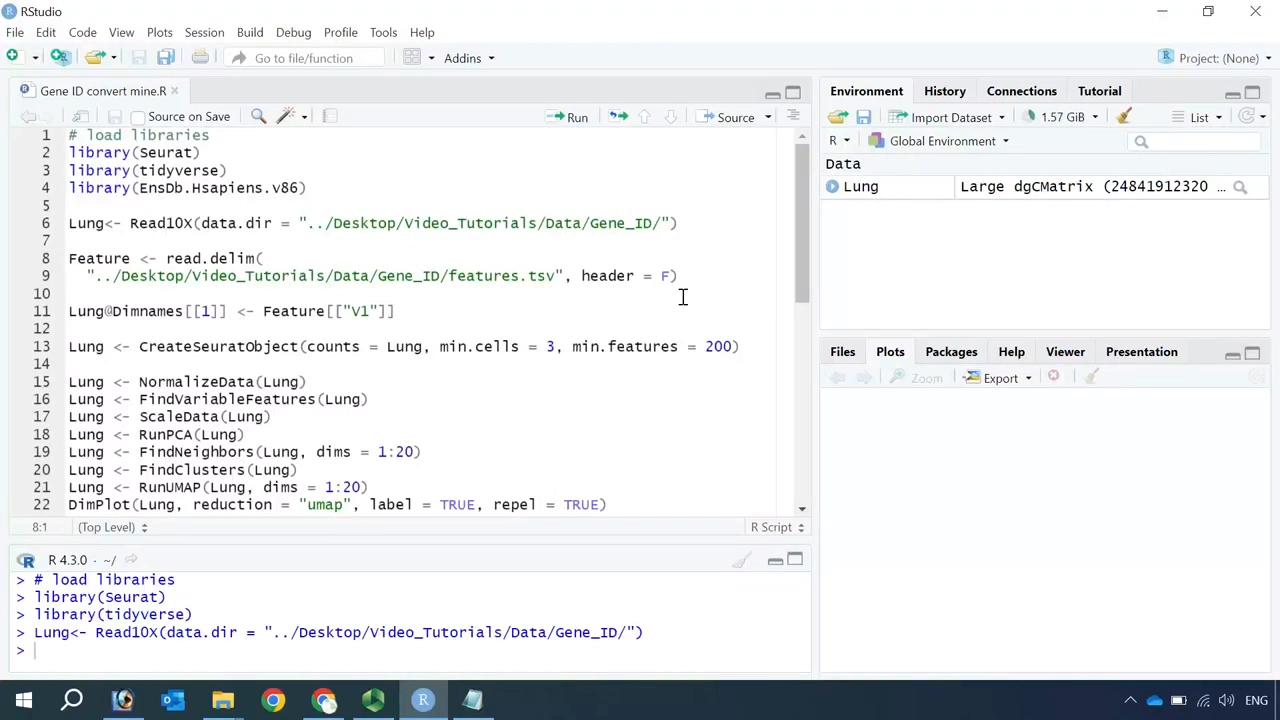 RStudio
File Edit Code View Plots Session Build Debug Profile Tools Help
Go to file/function
Addins
Project: (None)
Gene ID convert mine.R
Source on Save
Run
Source
1 # load libraries
2 library(Seurat)
3 library(tidyverse)
4 library(EnsDb.Hsapiens.v86)
5
6 Lung<- Read10X(data.dir = "../Desktop/Video_Tutorials/Data/Gene_ID/")
7
8 Feature <- read.delim(
9 "../Desktop/Video_Tutorials/Data/Gene_ID/features.tsv", header = F)
10
11 Lung@Dimnames[[1]] <- Feature[["V1"]]
12
13 Lung <- CreateSeuratObject(counts = Lung, min.cells = 3, min.features = 200)
14
15 Lung <- NormalizeData(Lung)
16 Lung <- FindVariableFeatures(Lung)
17 Lung <- ScaleData(Lung)
18 Lung <- RunPCA(Lung)
19 Lung <- FindNeighbors(Lung, dims = 1:20)
20 Lung <- FindClusters(Lung)
21 Lung <- RunUMAP(Lung, dims = 1:20)
22 DimPlot(Lung, reduction = "umap", label = TRUE, repel = TRUE)
8:1 (Top Level) R Script
R 4.3.0 · ~/
> # load libraries
> library(Seurat)
> library(tidyverse)
> Lung<- Read10X(data.dir = "../Desktop/Video_Tutorials/Data/Gene_ID/")
>
Environment History Connections Tutorial
Import Dataset 1.57 GiB List
R Global Environment
Data
Lung Large dgCMatrix (24841912320 ...
Files Plots Packages Help Viewer Presentation
Zoom Export
ENG